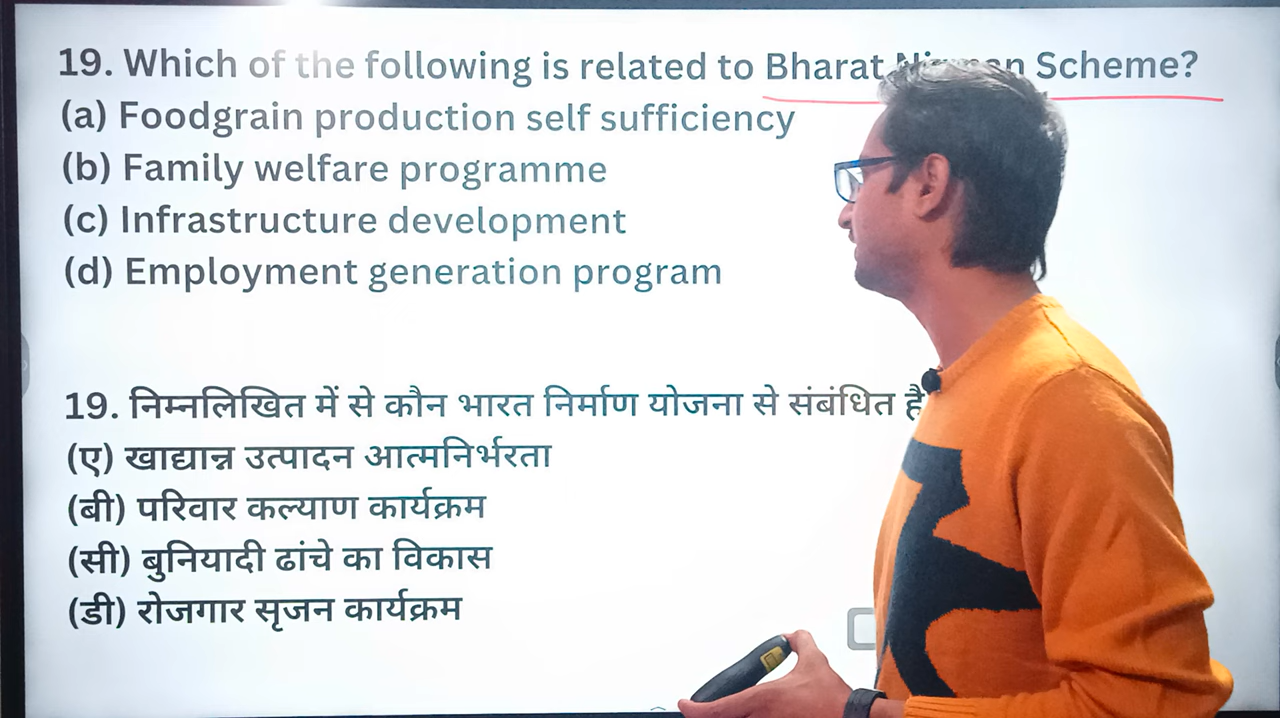 19. Which of the following is related to Bharat Scheme?
(a) Foodgrain production self sufficiency
(b) Family welfare programme
(c) Infrastructure development
(d) Employment generation program
19. निम्नलिखित में से कौन भारत निर्माण योजना से संबंधित है
(ए) खाद्यान्न उत्पादन आत्मनिर्भरता
(बी) परिवार कल्याण कार्यक्रम
(सी) बुनियादी ढांचे का विकास
(डी) रोजगार सृजन कार्यक्रम